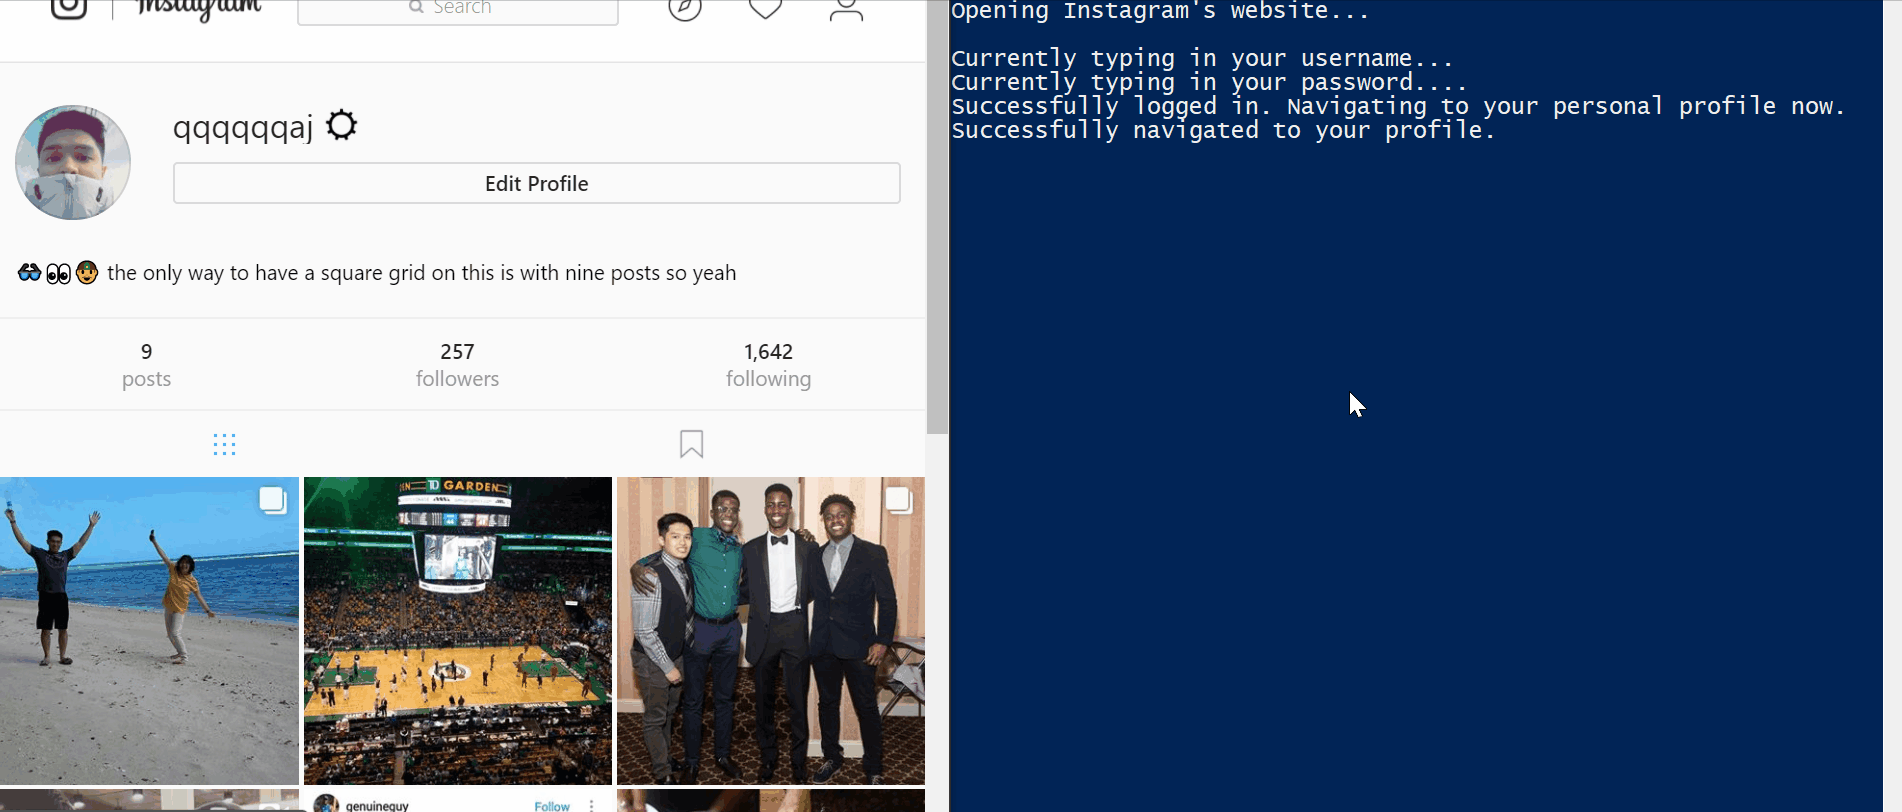 Instagram
Search
qqqqqqaj
Edit Profile
the only way to have a square grid on this is with nine posts so yeah
9
posts
257
followers
1,642
following
TD GARDEN
genuineguy
Follow
Opening Instagram's website...
Currently typing in your username...
Currently typing in your password....
Successfully logged in. Navigating to your personal profile now.
Successfully navigated to your profile.